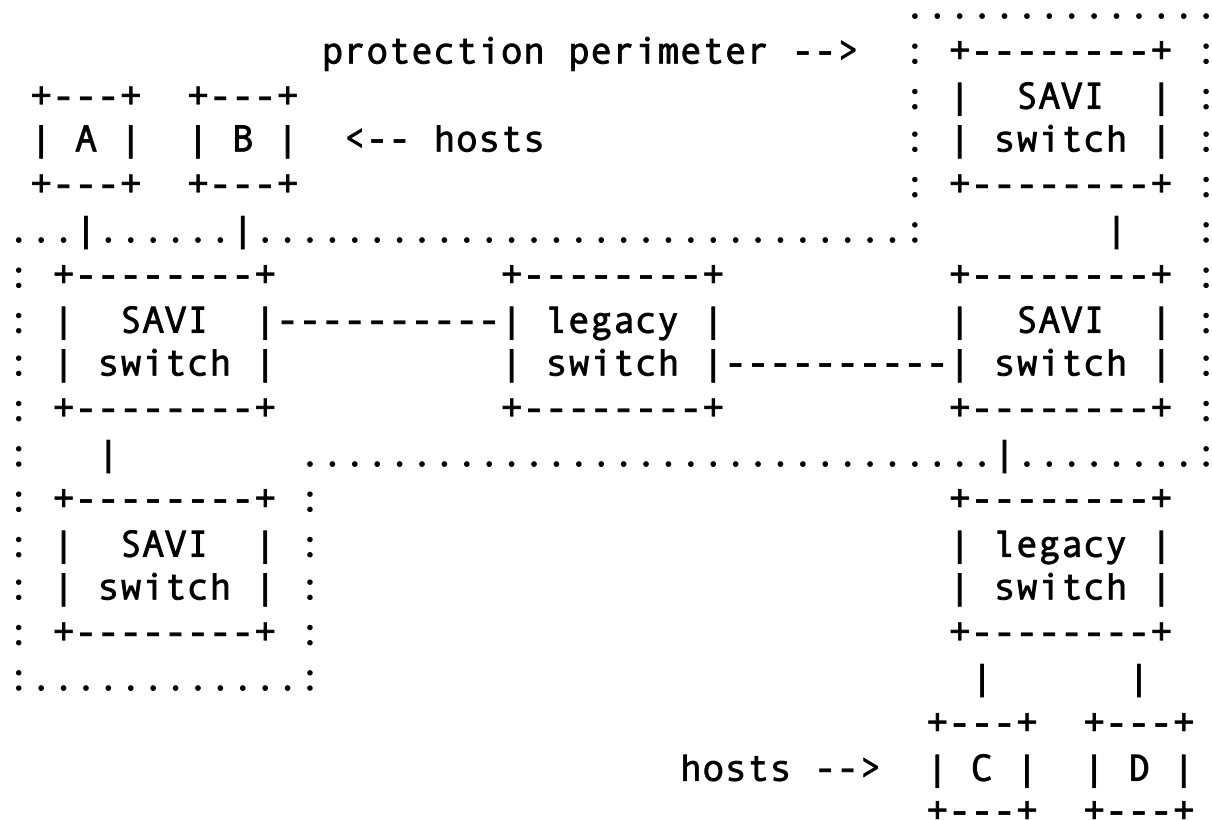 protection perimeter -->
SAVI
switch
A B <-- hosts
SAVI
switch
legacy
switch
SAVI
switch
SAVI
switch
legacy
switch
hosts --> C D